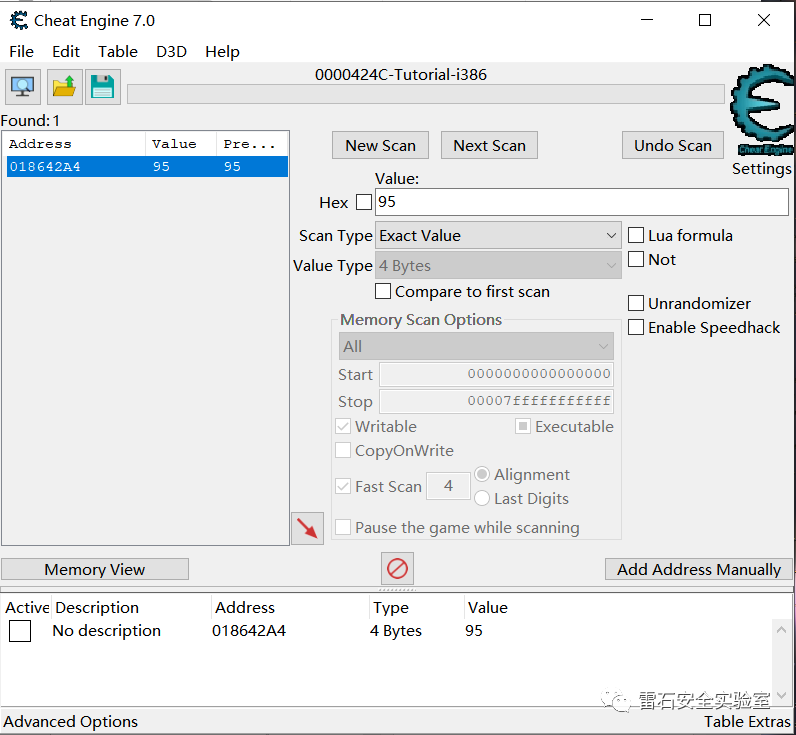 Cheat Engine 7.0
File Edit Table D3D Help
0000424C-Tutorial-i386
Found: 1
Address Value Pre...
018642A4 95 95
New Scan Next Scan Undo Scan
Cheat Engine
Settings
Value:
Hex 95
Scan Type Exact Value
Lua formula
Value Type 4 Bytes
Not
Compare to first scan
Unrandomizer
Enable Speedhack
Memory Scan Options
All
Start 0000000000000000
Stop 00007fffffffffff
Writable Executable
CopyOnWrite
Fast Scan 4 Alignment
Last Digits
Pause the game while scanning
Memory View Add Address Manually
Active Description Address Type Value
No description 018642A4 4 Bytes 95
雷石安全实验室
Advanced Options Table Extras